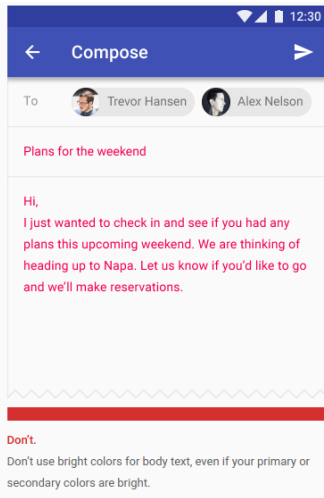 12:30
Compose
To Trevor Hansen Alex Nelson
Plans for the weekend
Hi,
I just wanted to check in and see if you had any
plans this upcoming weekend. We are thinking of
heading up to Napa. Let us know if you'd like to go
and we'll make reservations.
Don't.
Don't use bright colors for body text, even if your primary or
secondary colors are bright.